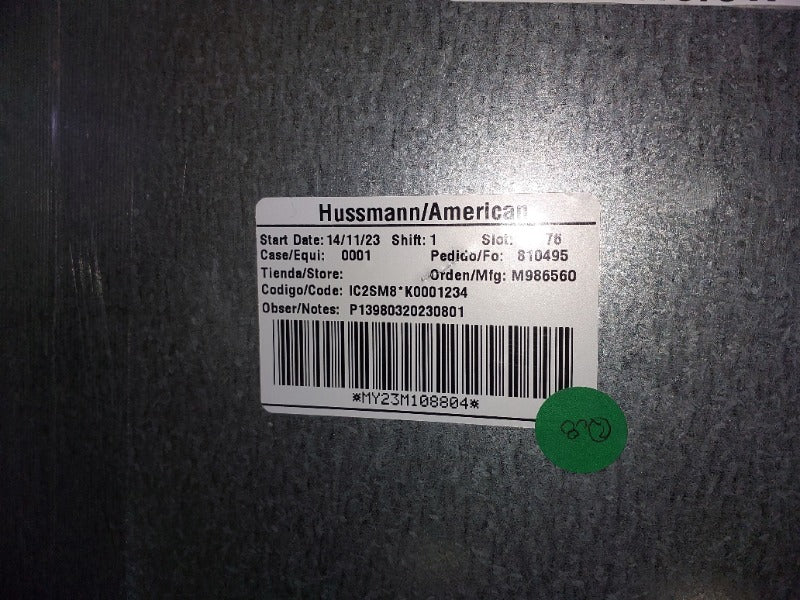 Hussmann/American
Start Date: 14/11/23 Shift: 1 Slot: 76
Case/Equi: 0001 Pedido/Fo: 810495
Tienda/Store: Orden/Mfg: M986560
Codigo/Code: IC2SM8*K0001234
Obser/Notes: P13980320230801
*MY23M108804*